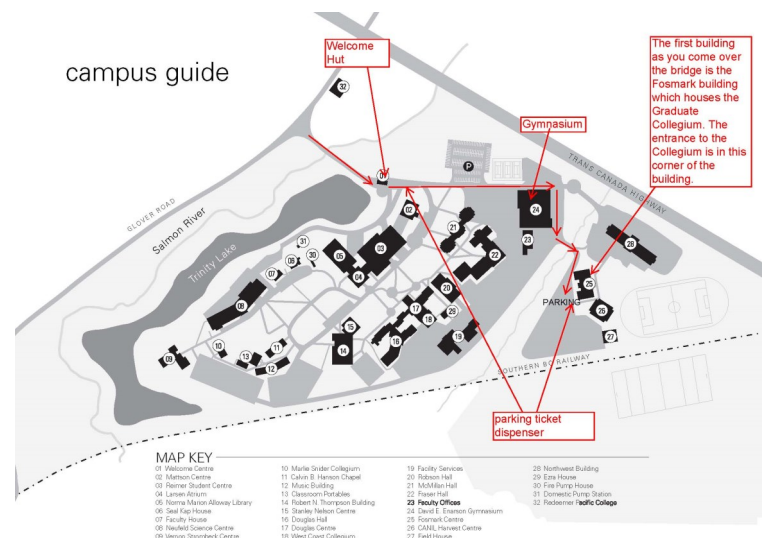 Welcome
Hut
The first building
as you come over
the bridge is the
Fosmark building
which houses the
Graduate
Collegium. The
entrance to the
Collegium is in this
corner of the
building.
campus guide
Gymnasium
TRANS CANADA HIGHWAY
GLOVER ROAD
Salmon River
Trinity Lake
32
P
01
02
24
21
23
03
05
04
22
28
31
06
30
07
25
PARKING
08
20
17
18
29
26
15
19
16
27
14
10
11
09
13
12
SOUTHERN BC RAILWAY
parking ticket
dispenser
MAP KEY
01 Welcome Centre
02 Mattson Centre
03 Reimer Student Centre
04 Larsen Atrium
05 Norma Marion Alloway Library
06 Seal Kap House
07 Faculty House
08 Neufeld Science Centre
09 Vernon Strombeck Centre
10 Marlie Snider Collegium
11 Calvin B. Hanson Chapel
12 Music Building
13 Classroom Portables
14 Robert N. Thompson Building
15 Stanley Nelson Centre
16 Douglas Hall
17 Douglas Centre
18 West Coast Collegium
19 Facility Services
20 Robson Hall
21 McMillan Hall
22 Fraser Hall
23 Faculty Offices
24 David E. Enarson Gymnasium
25 Fosmark Centre
26 CANIL Harvest Centre
27 Field House
28 Northwest Building
29 Ezra House
30 Fire Pump House
31 Domestic Pump Station
32 Redeemer Pacific College